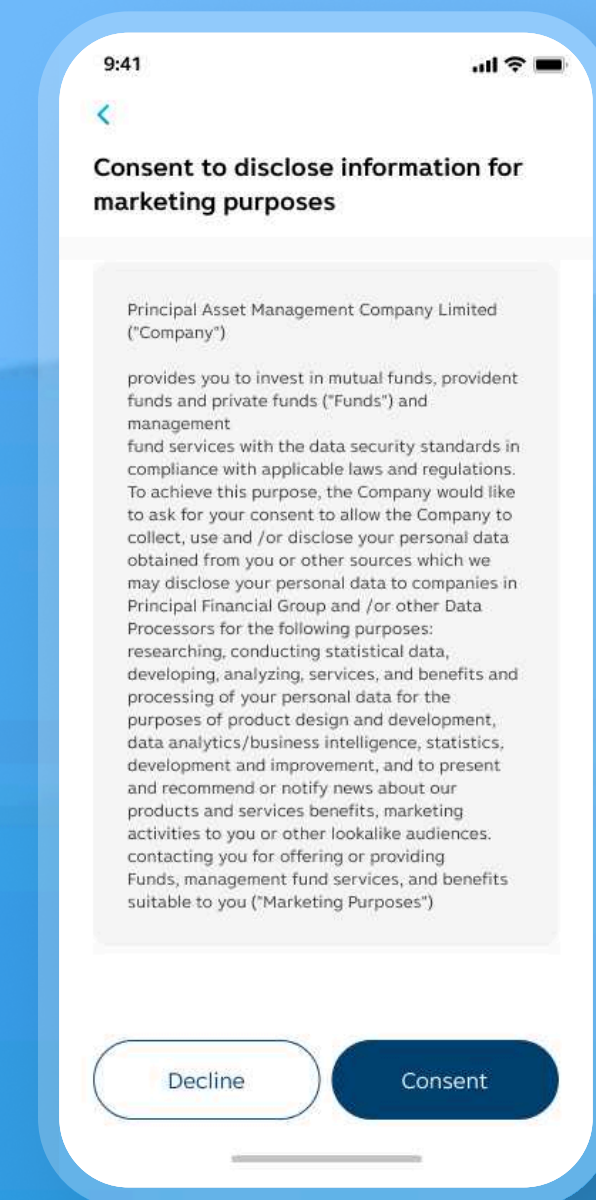 9:41
Consent to disclose information for
marketing purposes
Principal Asset Management Company Limited
("Company")
provides you to invest in mutual funds, provident
funds and private funds ("Funds") and
management
fund services with the data security standards in
compliance with applicable laws and regulations.
To achieve this purpose, the Company would like
to ask for your consent to allow the Company to
collect, use and /or disclose your personal data
obtained from you or other sources which we
may disclose your personal data to companies in
Principal Financial Group and /or other Data
Processors for the following purposes:
researching, conducting statistical data,
developing, analyzing, services, and benefits and
processing of your personal data for the
purposes of product design and development,
data analytics/business intelligence, statistics,
development and improvement, and to present
and recommend or notify news about our
products and services benefits, marketing
activities to you or other lookalike audiences.
contacting you for offering or providing
Funds, management fund services, and benefits
suitable to you ("Marketing Purposes")
Decline
Consent